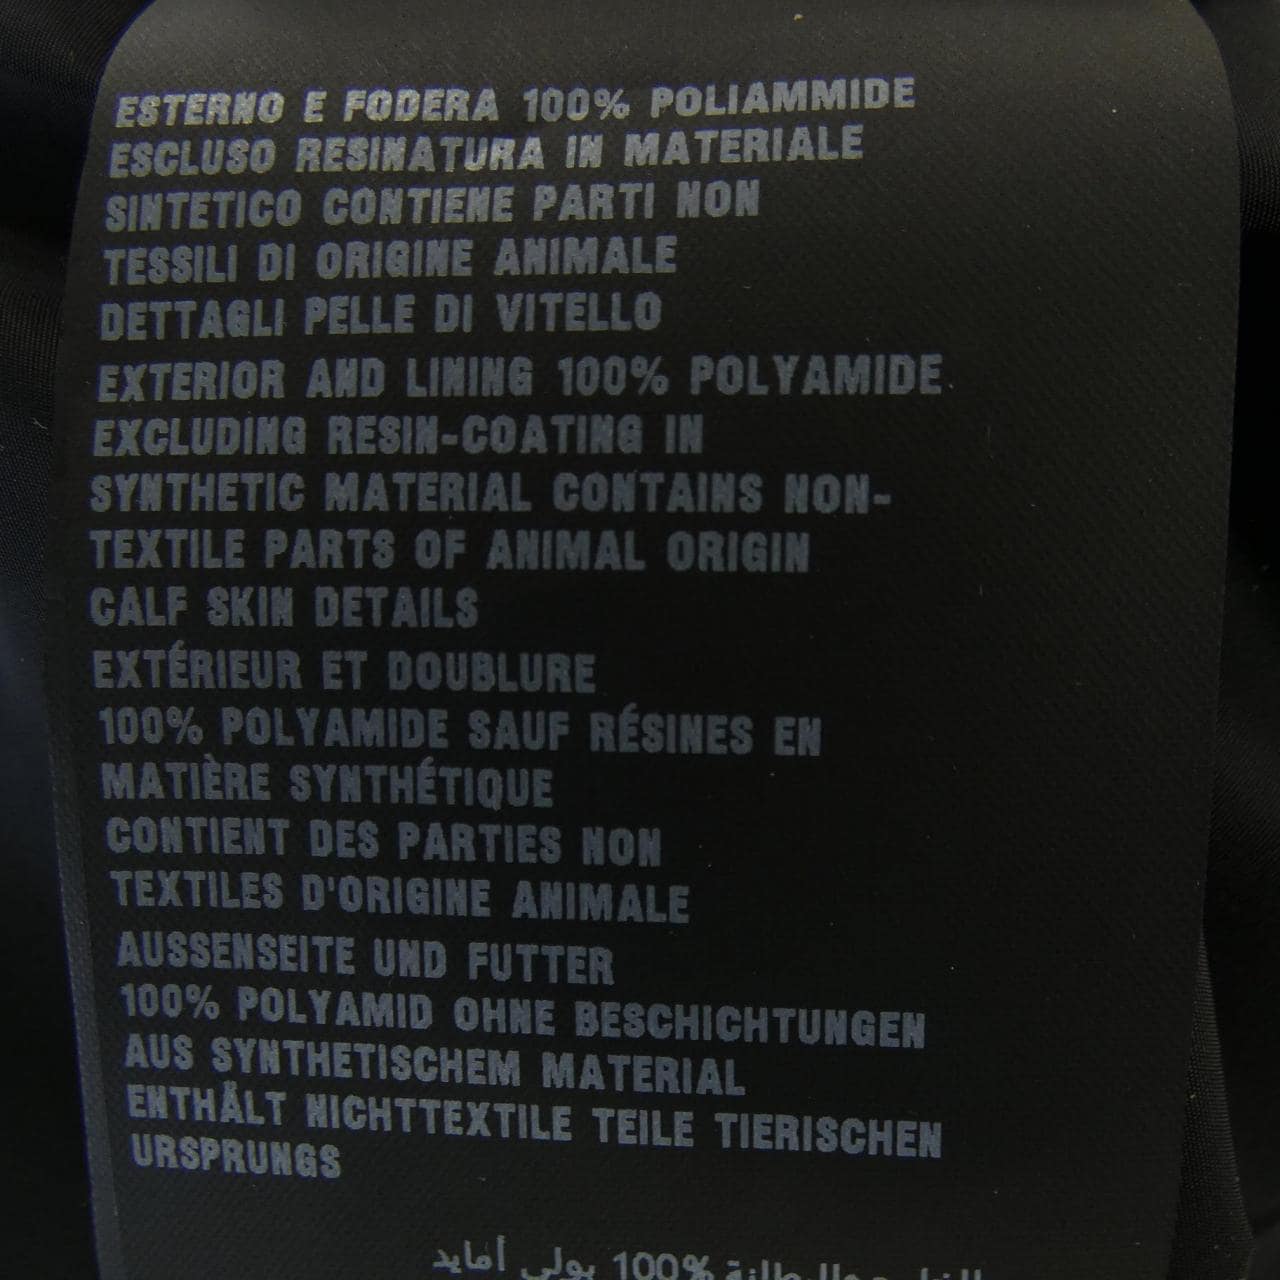 ESTERNO E FODERA 100% POLIAMMIDE
ESCLUSO RESINATURA IN MATERIALE
SINTETICO CONTIENE PARTI NON
TESSILI DI ORIGINE ANIMALE
DETTAGLI PELLE DI VITELLO
EXTERIOR AND LINING 100% POLYAMIDE
EXCLUDING RESIN-COATING IN
SYNTHETIC MATERIAL CONTAINS NON-
TEXTILE PARTS OF ANIMAL ORIGIN
CALF SKIN DETAILS
EXTÉRIEUR ET DOUBLURE
100% POLYAMIDE SAUF RÉSINES EN
MATIÈRE SYNTHÉTIQUE
CONTIENT DES PARTIES NON
TEXTILES D'ORIGINE ANIMALE
AUSSENSEITE UND FUTTER
100% POLYAMID OHNE BESCHICHTUNGEN
AUS SYNTHETISCHEM MATERIAL
ENTHÄLT NICHTTEXTILE TEILE TIERISCHEN
URSPRUNGS
100% بولي أمايد